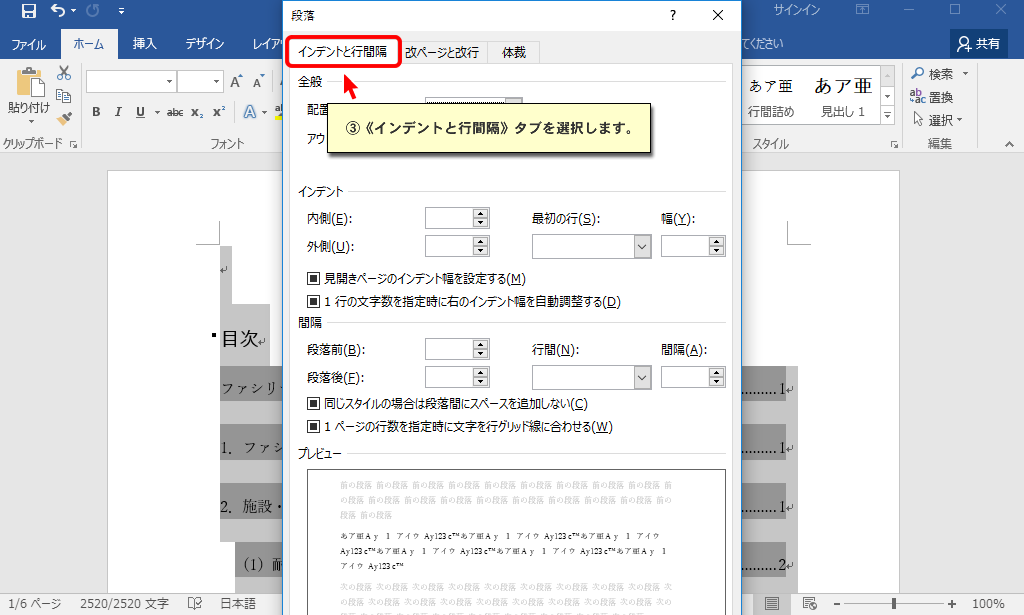 段落
?
サインイン
ファイル ホーム 挿入 デザイン レイア
てください
共有
インデントと行間隔 改ページと改行 体裁
貼り付け
B I U abc x₂ x² A
A A
クリップボード
フォント
あア亜 あア亜
行間詰め 見出し 1
スタイル
検索
置換
選択
編集
全般
配置
アウ
③《インデントと行間隔》タブを選択します。
インデント
内側(E): 最初の行(S): 幅(Y):
外側(U):
見開きページのインデント幅を設定する(M)
1 行の文字数を指定時に右のインデント幅を自動調整する(D)
間隔
段落前(B): 行間(N): 間隔(A):
段落後(F):
同じスタイルの場合は段落間にスペースを追加しない(C)
1 ページの行数を指定時に文字を行グリッド線に合わせる(W)
プレビュー
前の段落 前の段落 前の段落 前の段落 前の段落 前の段落 前の段落 前の段落 前の段落 前
の段落 前の段落 前の段落 前の段落 前の段落 前の段落 前の段落 前の段落 前の段落 前の
段落 前の段落
あア亜Ay 1 アイウ Ay123 c™あア亜Ay 1 アイウ Ay123 c™あア亜Ay 1 アイウ
Ay123 c™あア亜Ay 1 アイウ Ay123 c™あア亜Ay 1 アイウ Ay123 c™あア亜Ay 1
アイウ Ay123 c™
次の段落 次の段落 次の段落 次の段落 次の段落 次の段落 次の段落 次の段落 次の段落 次
の段落 次の段落 次の段落 次の段落 次の段落 次の段落 次の段落 次の段落 次の段落 次の
目次
ファシリ ..........1
1. ファシ ..........1
2. 施設・ ..........1
(1) 耐 ..........2
1/6 ページ 2520/2520 文字 日本語
100%